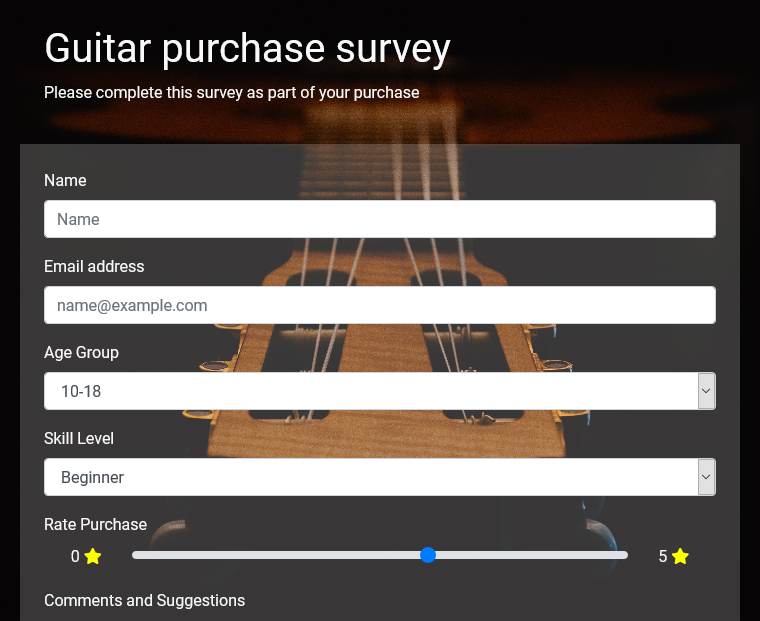 Guitar purchase survey
Please complete this survey as part of your purchase
Name
Name
Email address
name@example.com
Age Group
10-18
Skill Level
Beginner
Rate Purchase
0 5
Comments and Suggestions